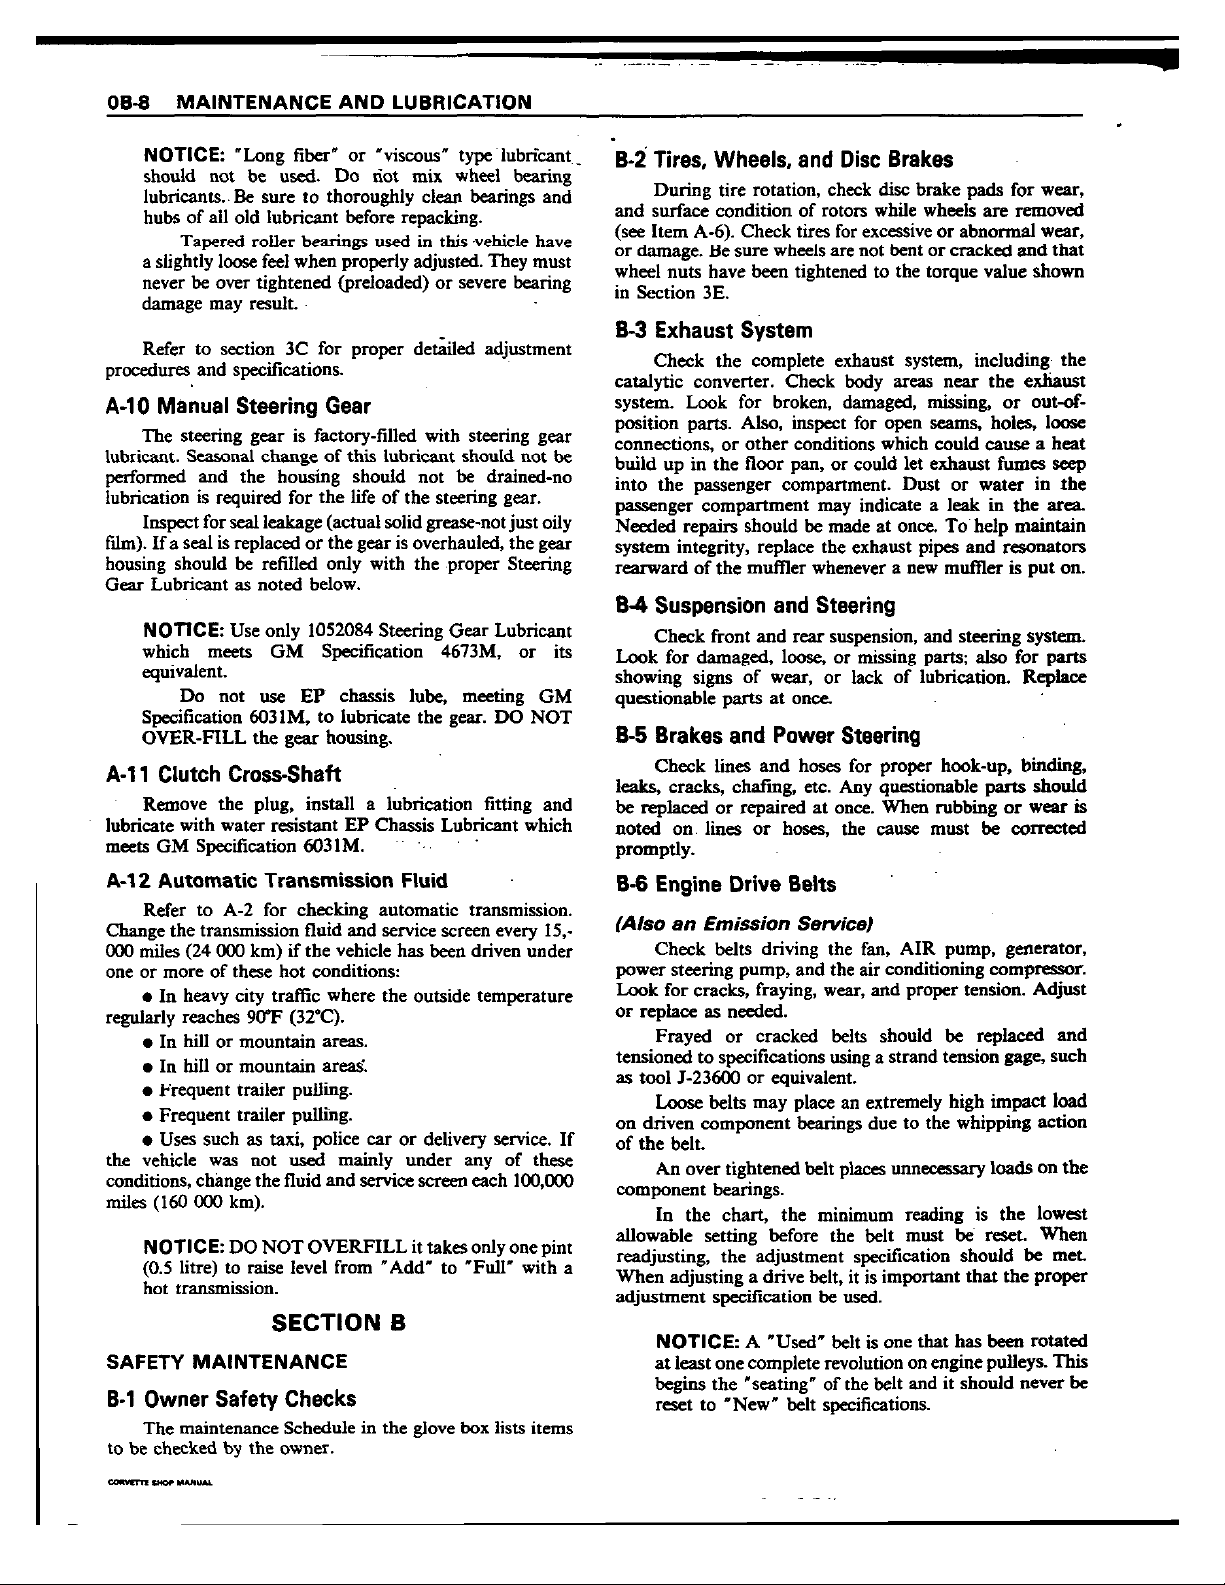 OB-8 MAINTENANCE AND LUBRICATION
NOTICE: "Long fiber" or "viscous" type lubricant
should not be used. Do not mix wheel bearing
lubricants. Be sure to thoroughly clean bearings and
hubs of all old lubricant before repacking.
Tapered roller bearings used in this vehicle have
a slightly loose feel when properly adjusted. They must
never be over tightened (preloaded) or severe bearing
damage may result.
Refer to section 3C for proper detailed adjustment
procedures and specifications.
A-10 Manual Steering Gear
The steering gear is factory-filled with steering gear
lubricant. Seasonal change of this lubricant should not be
performed and the housing should not be drained-no
lubrication is required for the life of the steering gear.
Inspect for seal leakage (actual solid grease-not just oily
film). If a seal is replaced or the gear is overhauled, the gear
housing should be refilled only with the proper Steering
Gear Lubricant as noted below.
NOTICE: Use only 1052084 Steering Gear Lubricant
which meets GM Specification 4673M, or its
equivalent.
Do not use EP chassis lube, meeting GM
Specification 6031M, to lubricate the gear. DO NOT
OVER-FILL the gear housing.
A-11 Clutch Cross-Shaft
Remove the plug, install a lubrication fitting and
lubricate with water resistant EP Chassis Lubricant which
meets GM Specification 6031M.
A-12 Automatic Transmission Fluid
Refer to A-2 for checking automatic transmission.
Change the transmission fluid and service screen every 15,-
000 miles (24 000 km) if the vehicle has been driven under
one or more of these hot conditions:
● In heavy city traffic where the outside temperature
regularly reaches 90°F (32°C).
● In hill or mountain areas.
● In hill or mountain areas.
● Frequent trailer pulling.
● Frequent trailer pulling.
● Uses such as taxi, police car or delivery service. If
the vehicle was not used mainly under any of these
conditions, change the fluid and service screen each 100,000
miles (160 000 km).
NOTICE: DO NOT OVERFILL it takes only one pint
(0.5 litre) to raise level from "Add" to "Full" with a
hot transmission.
SECTION B
SAFETY MAINTENANCE
B-1 Owner Safety Checks
The maintenance Schedule in the glove box lists items
to be checked by the owner.
CORVETTE SHOP MANUAL
B-2 Tires, Wheels, and Disc Brakes
During tire rotation, check disc brake pads for wear,
and surface condition of rotors while wheels are removed
(see Item A-6). Check tires for excessive or abnormal wear,
or damage. Be sure wheels are not bent or cracked and that
wheel nuts have been tightened to the torque value shown
in Section 3E.
B-3 Exhaust System
Check the complete exhaust system, including the
catalytic converter. Check body areas near the exhaust
system. Look for broken, damaged, missing, or out-of-
position parts. Also, inspect for open seams, holes, loose
connections, or other conditions which could cause a heat
build up in the floor pan, or could let exhaust fumes seep
into the passenger compartment. Dust or water in the
passenger compartment may indicate a leak in the area.
Needed repairs should be made at once. To help maintain
system integrity, replace the exhaust pipes and resonators
rearward of the muffler whenever a new muffler is put on.
B-4 Suspension and Steering
Check front and rear suspension, and steering system.
Look for damaged, loose, or missing parts; also for parts
showing signs of wear, or lack of lubrication. Replace
questionable parts at once.
B-5 Brakes and Power Steering
Check lines and hoses for proper hook-up, binding,
leaks, cracks, chafing, etc. Any questionable parts should
be replaced or repaired at once. When rubbing or wear is
noted on lines or hoses, the cause must be corrected
promptly.
B-6 Engine Drive Belts
(Also an Emission Service)
Check belts driving the fan, AIR pump, generator,
power steering pump, and the air conditioning compressor.
Look for cracks, fraying, wear, and proper tension. Adjust
or replace as needed.
Frayed or cracked belts should be replaced and
tensioned to specifications using a strand tension gage, such
as tool J-23600 or equivalent.
Loose belts may place an extremely high impact load
on driven component bearings due to the whipping action
of the belt.
An over tightened belt places unnecessary loads on the
component bearings.
In the chart, the minimum reading is the lowest
allowable setting before the belt must be reset. When
readjusting, the adjustment specification should be met.
When adjusting a drive belt, it is important that the proper
adjustment specification be used.
NOTICE: A "Used" belt is one that has been rotated
at least one complete revolution on engine pulleys. This
begins the "seating" of the belt and it should never be
reset to "New" belt specifications.